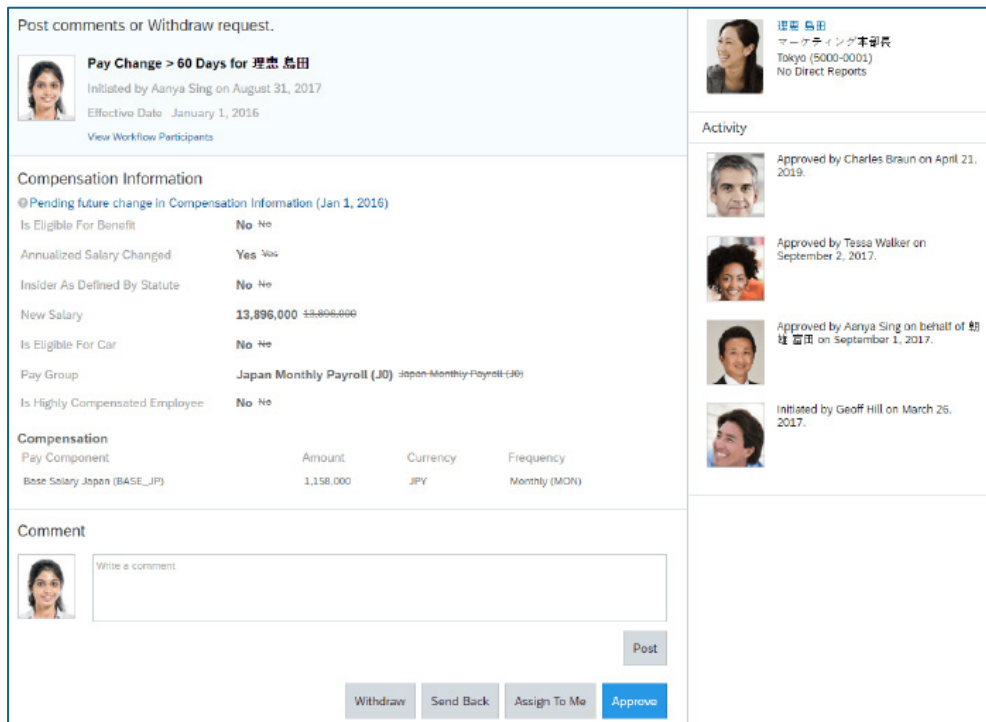 Post comments or Withdraw request.
Pay Change > 60 Days for 理恵 島田
Initiated by Aanya Sing on August 31, 2017
Effective Date January 1, 2016
View Workflow Participants
Compensation Information
Pending future change in Compensation Information (Jan 1, 2016)
Is Eligible For Benefit No No
Annualized Salary Changed Yes Yes
Insider As Defined By Statute No No
New Salary 13,896,000 13,896,000
Is Eligible For Car No No
Pay Group Japan Monthly Payroll (J0) Japan Monthly Payroll (J0)
Is Highly Compensated Employee No No
Compensation
Pay Component Amount Currency Frequency
Base Salary Japan (BASE_JP) 1,158,000 JPY Monthly (MON)
Comment
Write a comment
Post
Withdraw Send Back Assign To Me Approve
理恵 島田
マーケティング本部長
Tokyo (5000-0001)
No Direct Reports
Activity
Approved by Charles Braun on April 21,
2019.
Approved by Tessa Walker on
September 2, 2017.
Approved by Aanya Sing on behalf of 朝
雄 富田 on September 1, 2017.
Initiated by Geoff Hill on March 26,
2017.